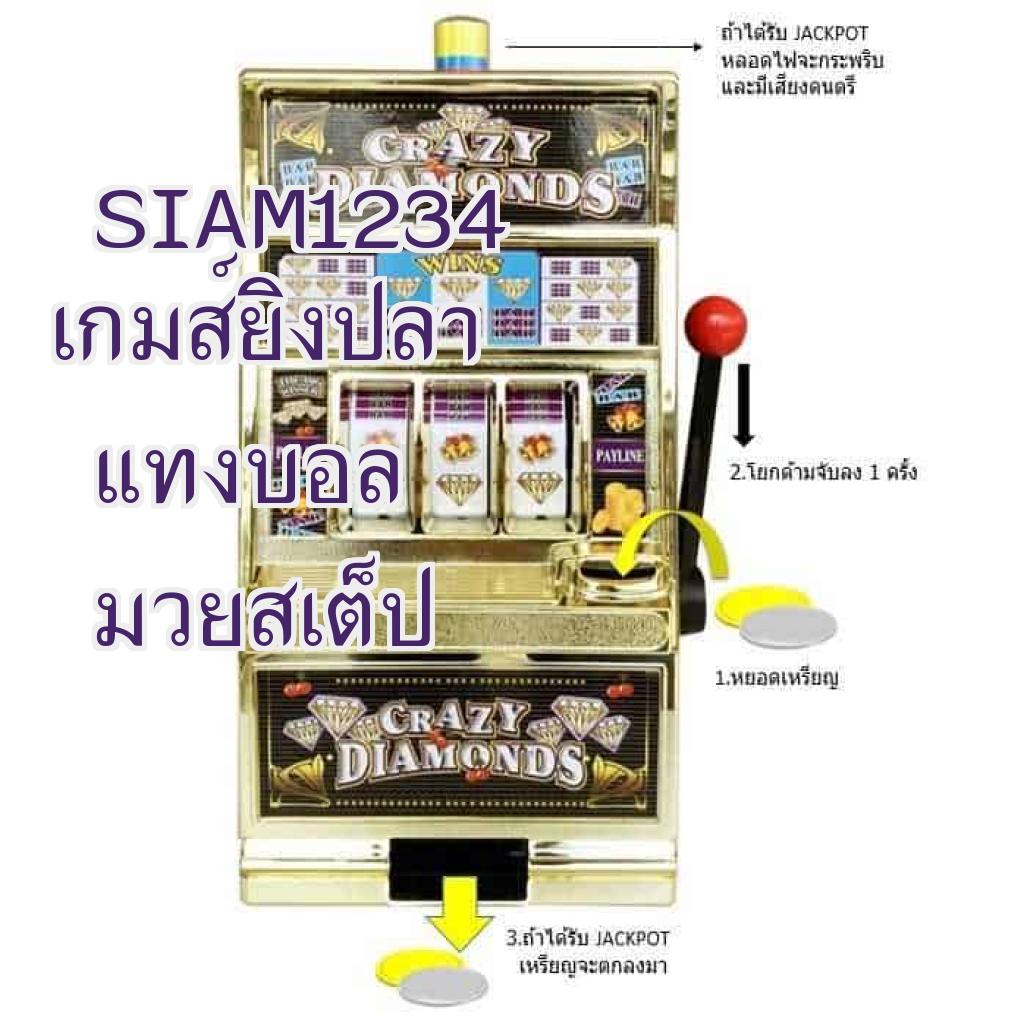 ถ้าได้รับ JACKPOT
หลอดไฟจะกระพริบ
และมีเสียงดนตรี
CRAZY
DIAMONDS
SIAM1234
WINS
เกมส์ยิงปลา
แทงบอล
PAYLINE
2.โยกด้ามจับลง 1 ครั้ง
มวยสเต็ป
1.หยอดเหรียญ
CRAZY
DIAMONDS
3.ถ้าได้รับ JACKPOT
เหรียญจะตกลงมา